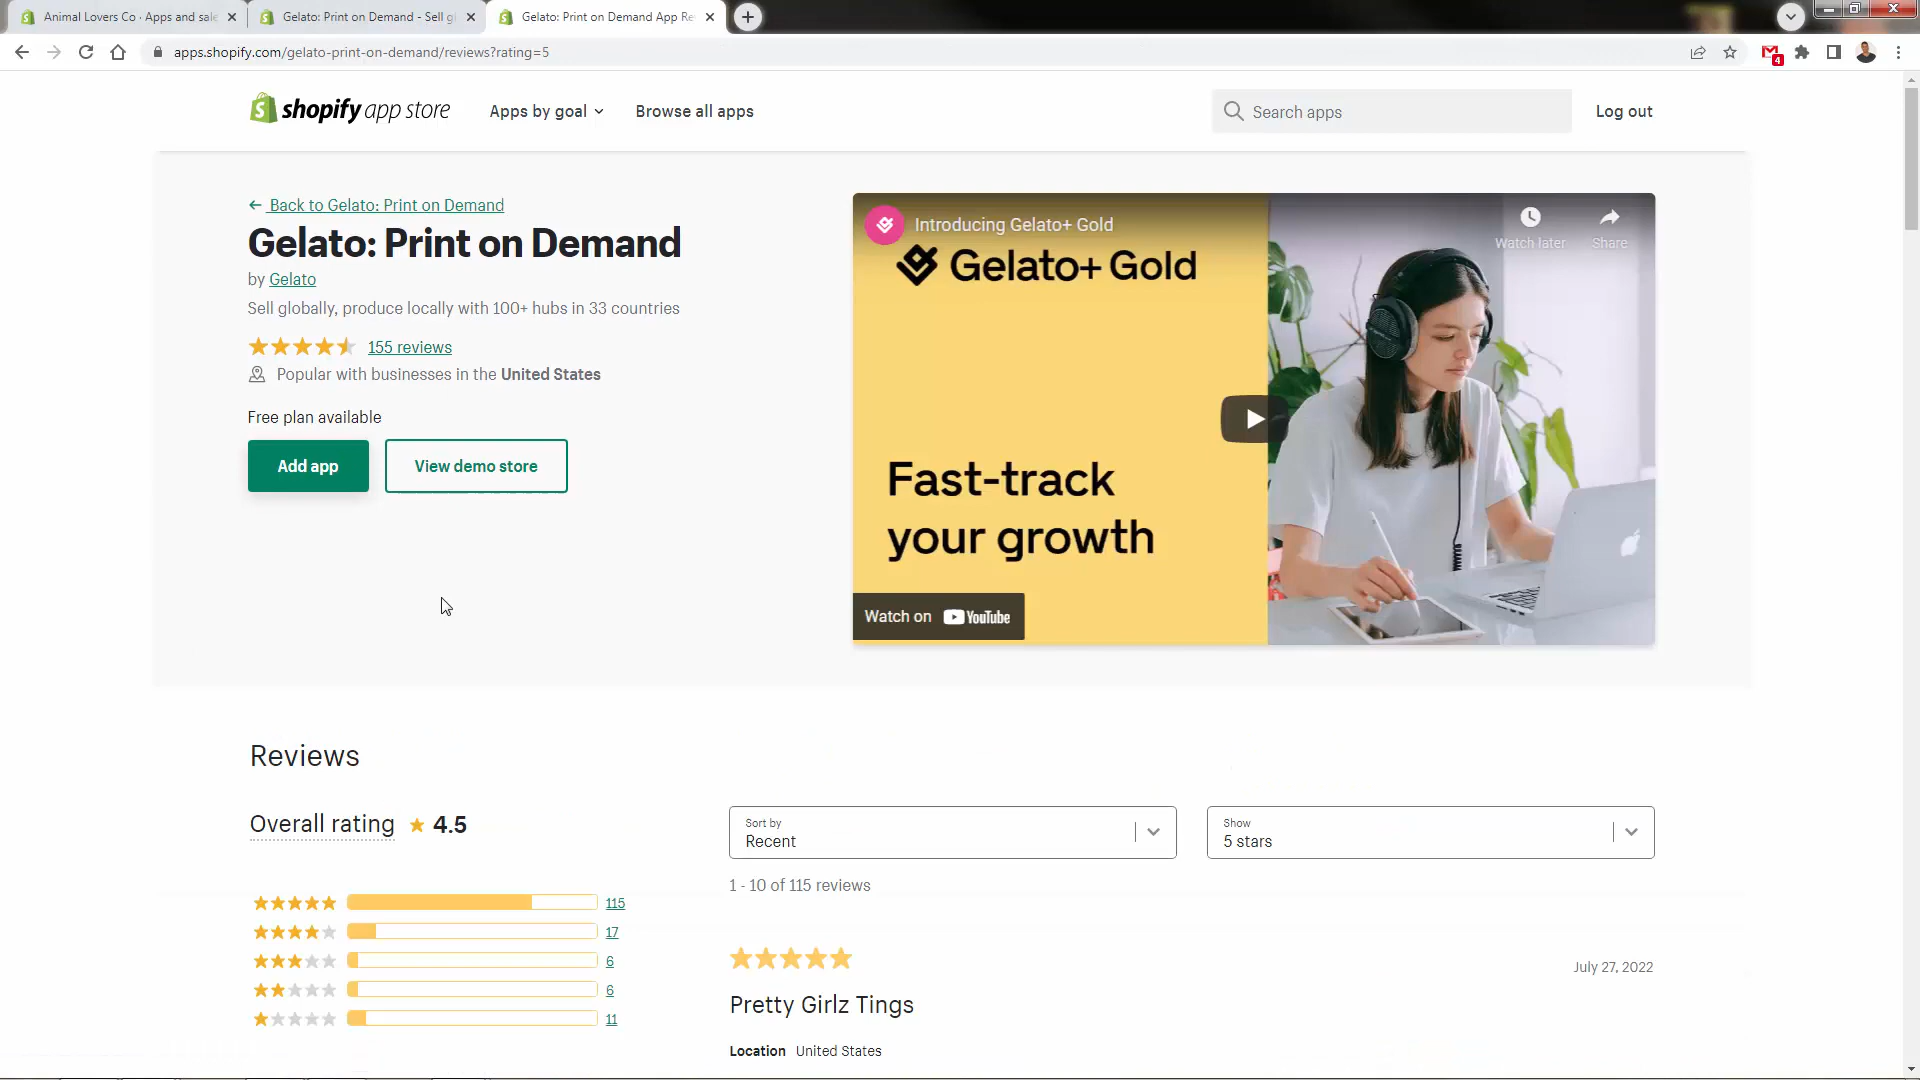 Animal Lovers Co · Apps and sale
Gelato: Print on Demand - Sell gl
Gelato: Print on Demand App Re
apps.shopify.com/gelato-print-on-demand/reviews?rating=5
4
shopify app store
Apps by goal
Browse all apps
Search apps
Log out
← Back to Gelato: Print on Demand
Gelato: Print on Demand
by Gelato
Sell globally, produce locally with 100+ hubs in 33 countries
155 reviews
Popular with businesses in the United States
Free plan available
Add app
View demo store
Introducing Gelato+ Gold
Watch later
Share
Gelato+ Gold
Fast-track
your growth
Watch on YouTube
Reviews
Overall rating 4.5
115
17
6
6
11
Sort by
Recent
Show
5 stars
1 - 10 of 115 reviews
July 27, 2022
Pretty Girlz Tings
Location United States